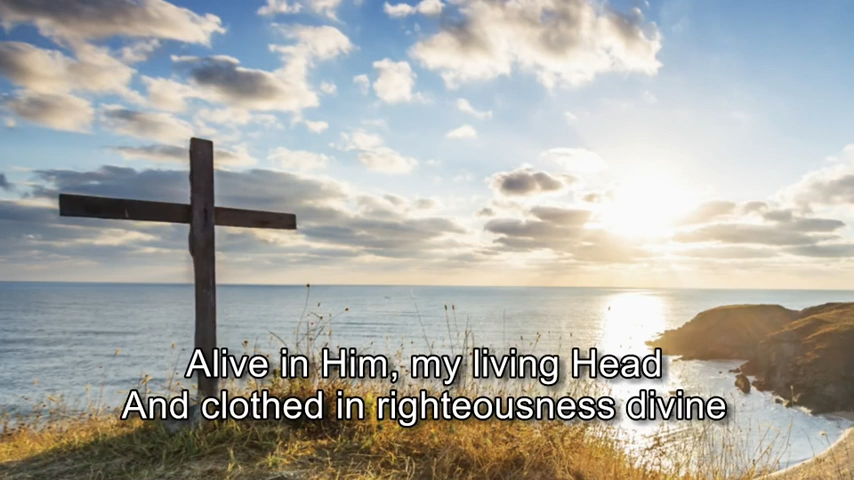 Alive in Him, my living Head
And clothed in righteousness divine